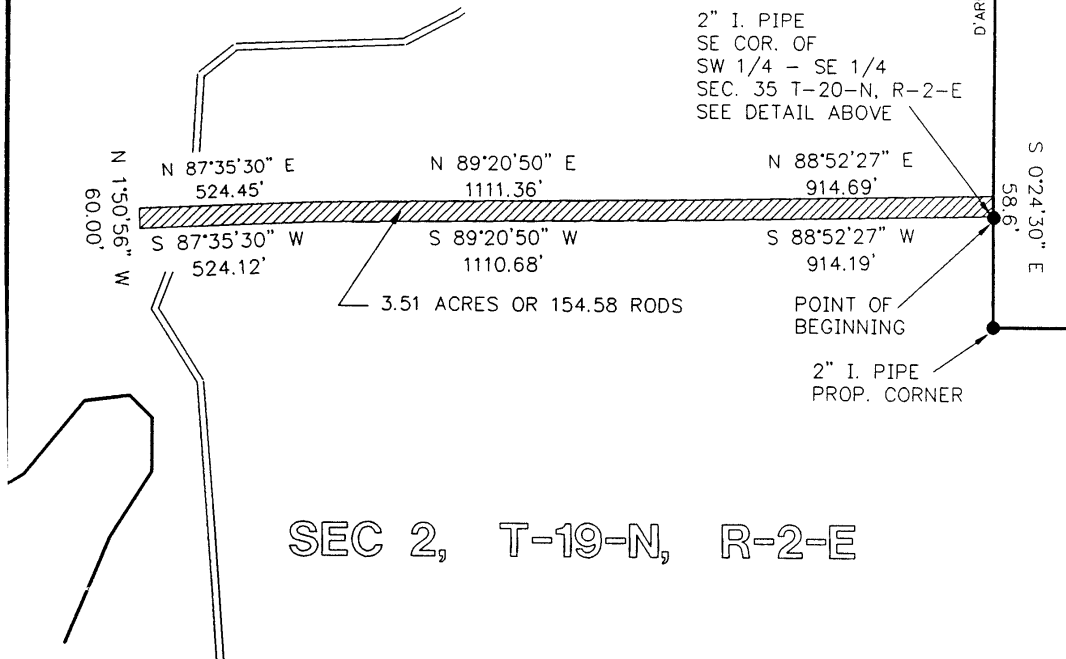 2" I. PIPE
SE COR. OF
SW 1/4 - SE 1/4
SEC. 35 T-20-N, R-2-E
SEE DETAIL ABOVE
N 1°50'56" W
60.00'
N 87°35'30" E
524.45'
N 89°20'50" E
1111.36'
N 88°52'27" E
914.69'
S 0°24'30" E
58.6'
S 87°35'30" W
524.12'
S 89°20'50" W
1110.68'
S 88°52'27" W
914.19'
3.51 ACRES OR 154.58 RODS
POINT OF
BEGINNING
2" I. PIPE
PROP. CORNER
SEC 2, T-19-N, R-2-E